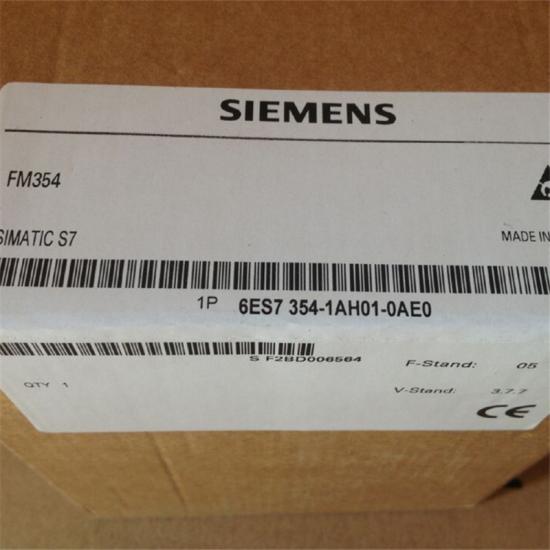 SIEMENS
FM354
SIMATIC S7
MADE IN
1P 6ES7 354-1AH01-0AE0
S F2BD006564
F-Stand: 05
QTY 1
V-Stand: 3.7.7
CE